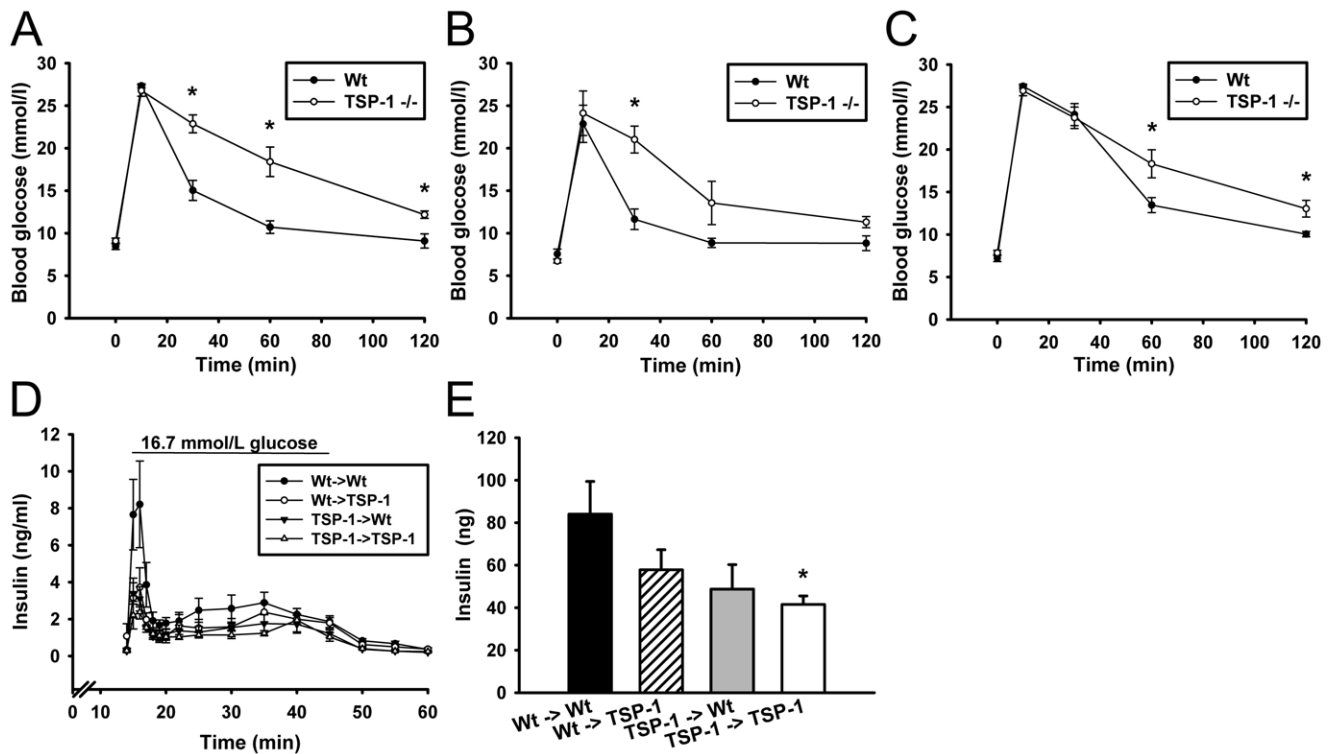 A
Blood glocose (mmol/l)
30
25
20
15
10
5
0
0 20 40 60 80 100 120
Time (min)
Wt
TSP-1 -/-
*
*
*
B
Blood glocose (mmol/l)
30
25
20
15
10
5
0
0 20 40 60 80 100 120
Time (min)
Wt
TSP-1 -/-
*
C
Blood glucose (mmol/l)
30
25
20
15
10
5
0
0 20 40 60 80 100 120
Time (min)
Wt
TSP-1 -/-
*
*
D
Insulin (ng/ml)
12
10
8
6
4
2
0
0 10 20 30 40 50 60
Time (min)
16.7 mmol/L glucose
Wt->Wt
Wt->TSP-1
TSP-1->Wt
TSP-1->TSP-1
E
Insulin (ng)
120
100
80
60
40
20
0
*
Wt -> Wt
Wt -> TSP-1
TSP-1 -> Wt
TSP-1 -> TSP-1